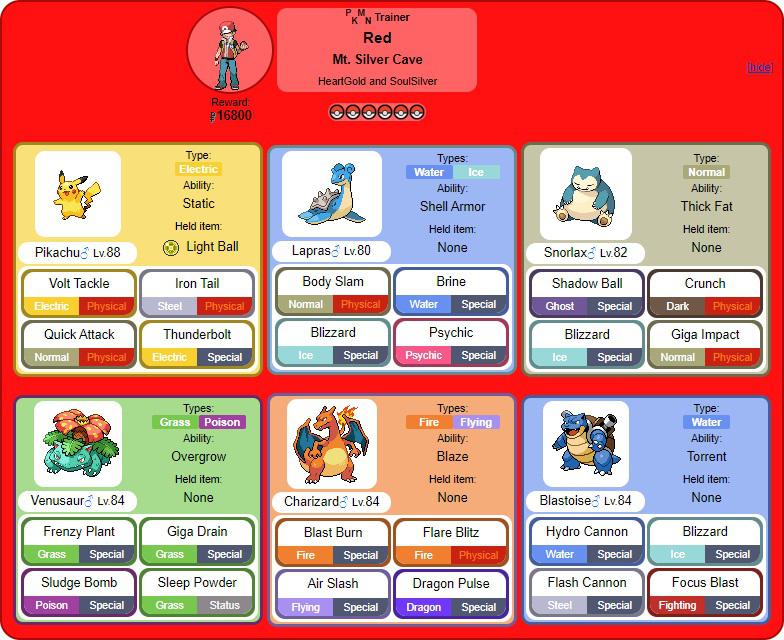 PKMN Trainer
Red
Mt. Silver Cave
HeartGold and SoulSilver
[hide]
Reward:
₽16800
Type:
Electric
Ability:
Static
Held item:
Light Ball
Pikachu♂ Lv.88
Volt Tackle
Electric Physical
Iron Tail
Steel Physical
Quick Attack
Normal Physical
Thunderbolt
Electric Special
Types:
Water Ice
Ability:
Shell Armor
Held item:
None
Lapras♂ Lv.80
Body Slam
Normal Physical
Brine
Water Special
Blizzard
Ice Special
Psychic
Psychic Special
Type:
Normal
Ability:
Thick Fat
Held item:
None
Snorlax♂ Lv.82
Shadow Ball
Ghost Special
Crunch
Dark Physical
Blizzard
Ice Special
Giga Impact
Normal Physical
Types:
Grass Poison
Ability:
Overgrow
Held item:
None
Venusaur♂ Lv.84
Frenzy Plant
Grass Special
Giga Drain
Grass Special
Sludge Bomb
Poison Special
Sleep Powder
Grass Status
Types:
Fire Flying
Ability:
Blaze
Held item:
None
Charizard♂ Lv.84
Blast Burn
Fire Special
Flare Blitz
Fire Physical
Air Slash
Flying Special
Dragon Pulse
Dragon Special
Type:
Water
Ability:
Torrent
Held item:
None
Blastoise♂ Lv.84
Hydro Cannon
Water Special
Blizzard
Ice Special
Flash Cannon
Steel Special
Focus Blast
Fighting Special